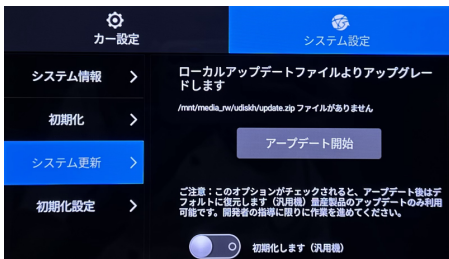 カー設定
システム設定
システム情報
初期化
システム更新
初期化設定
ローカルアップデートファイルよりアップグレー
ドします
/mnt/media_rw/udiskh/update.zip ファイルがありません
アープデート開始
ご注意：このオプションがチェックされると、アープデート後はデ
フォルトに復元します（汎用機）量産製品のアップデートのみ利用
可能です。開発者の指導に限りに作業を進めてください。
初期化します（汎用機）